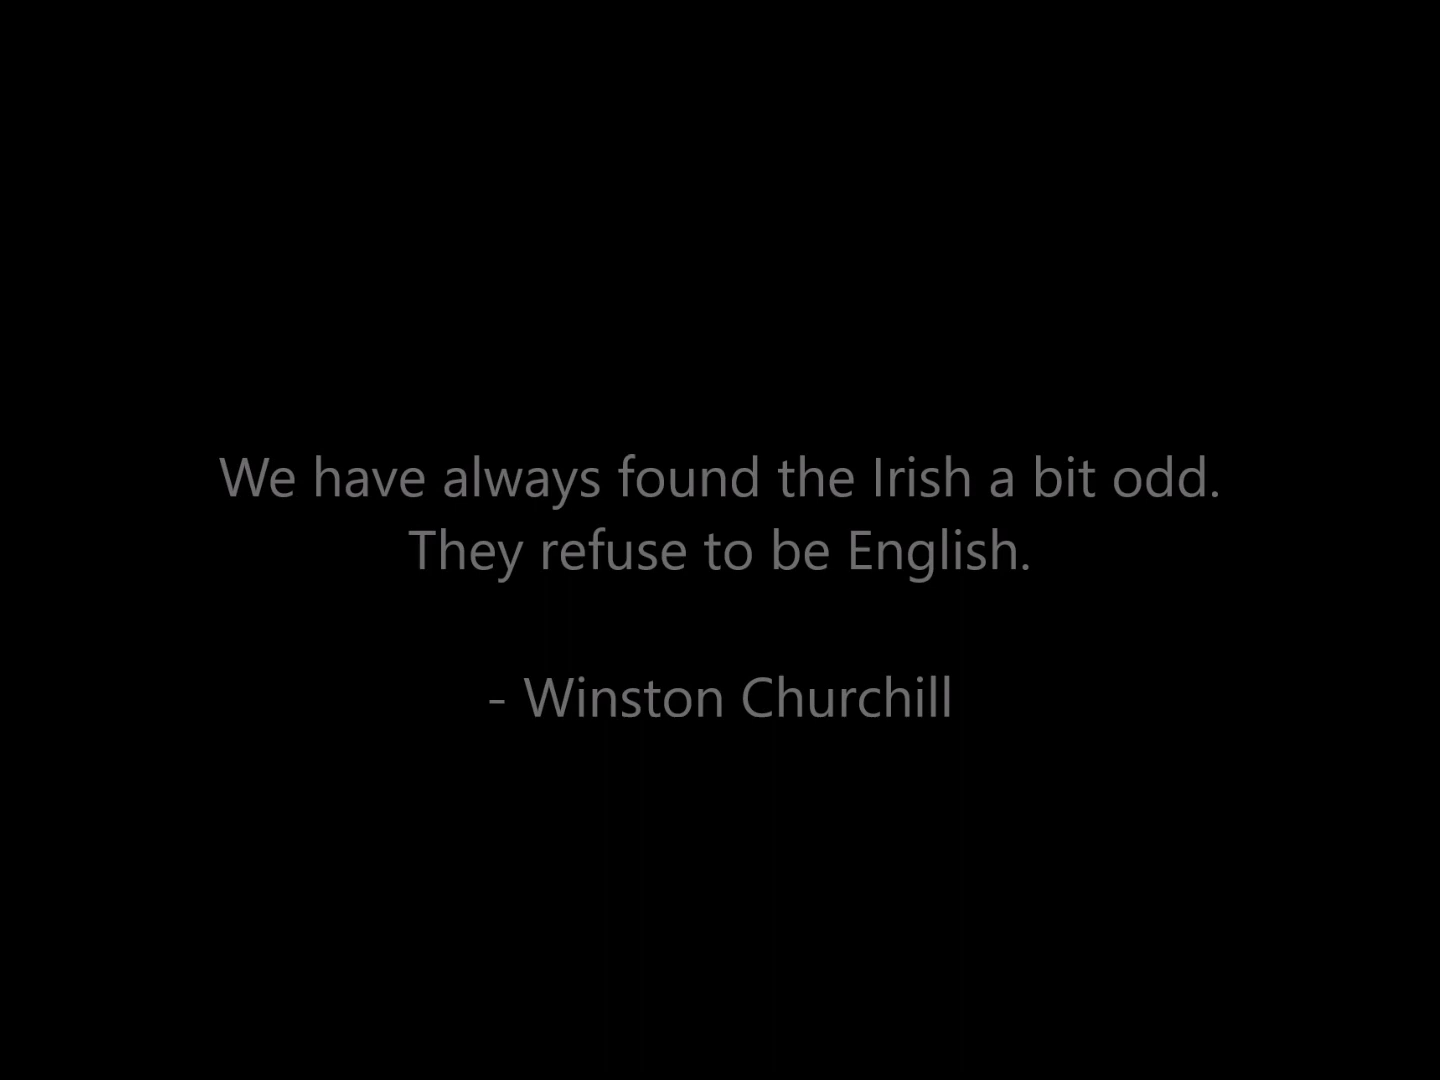 We have always found the Irish a bit odd.
They refuse to be English.
- Winston Churchill